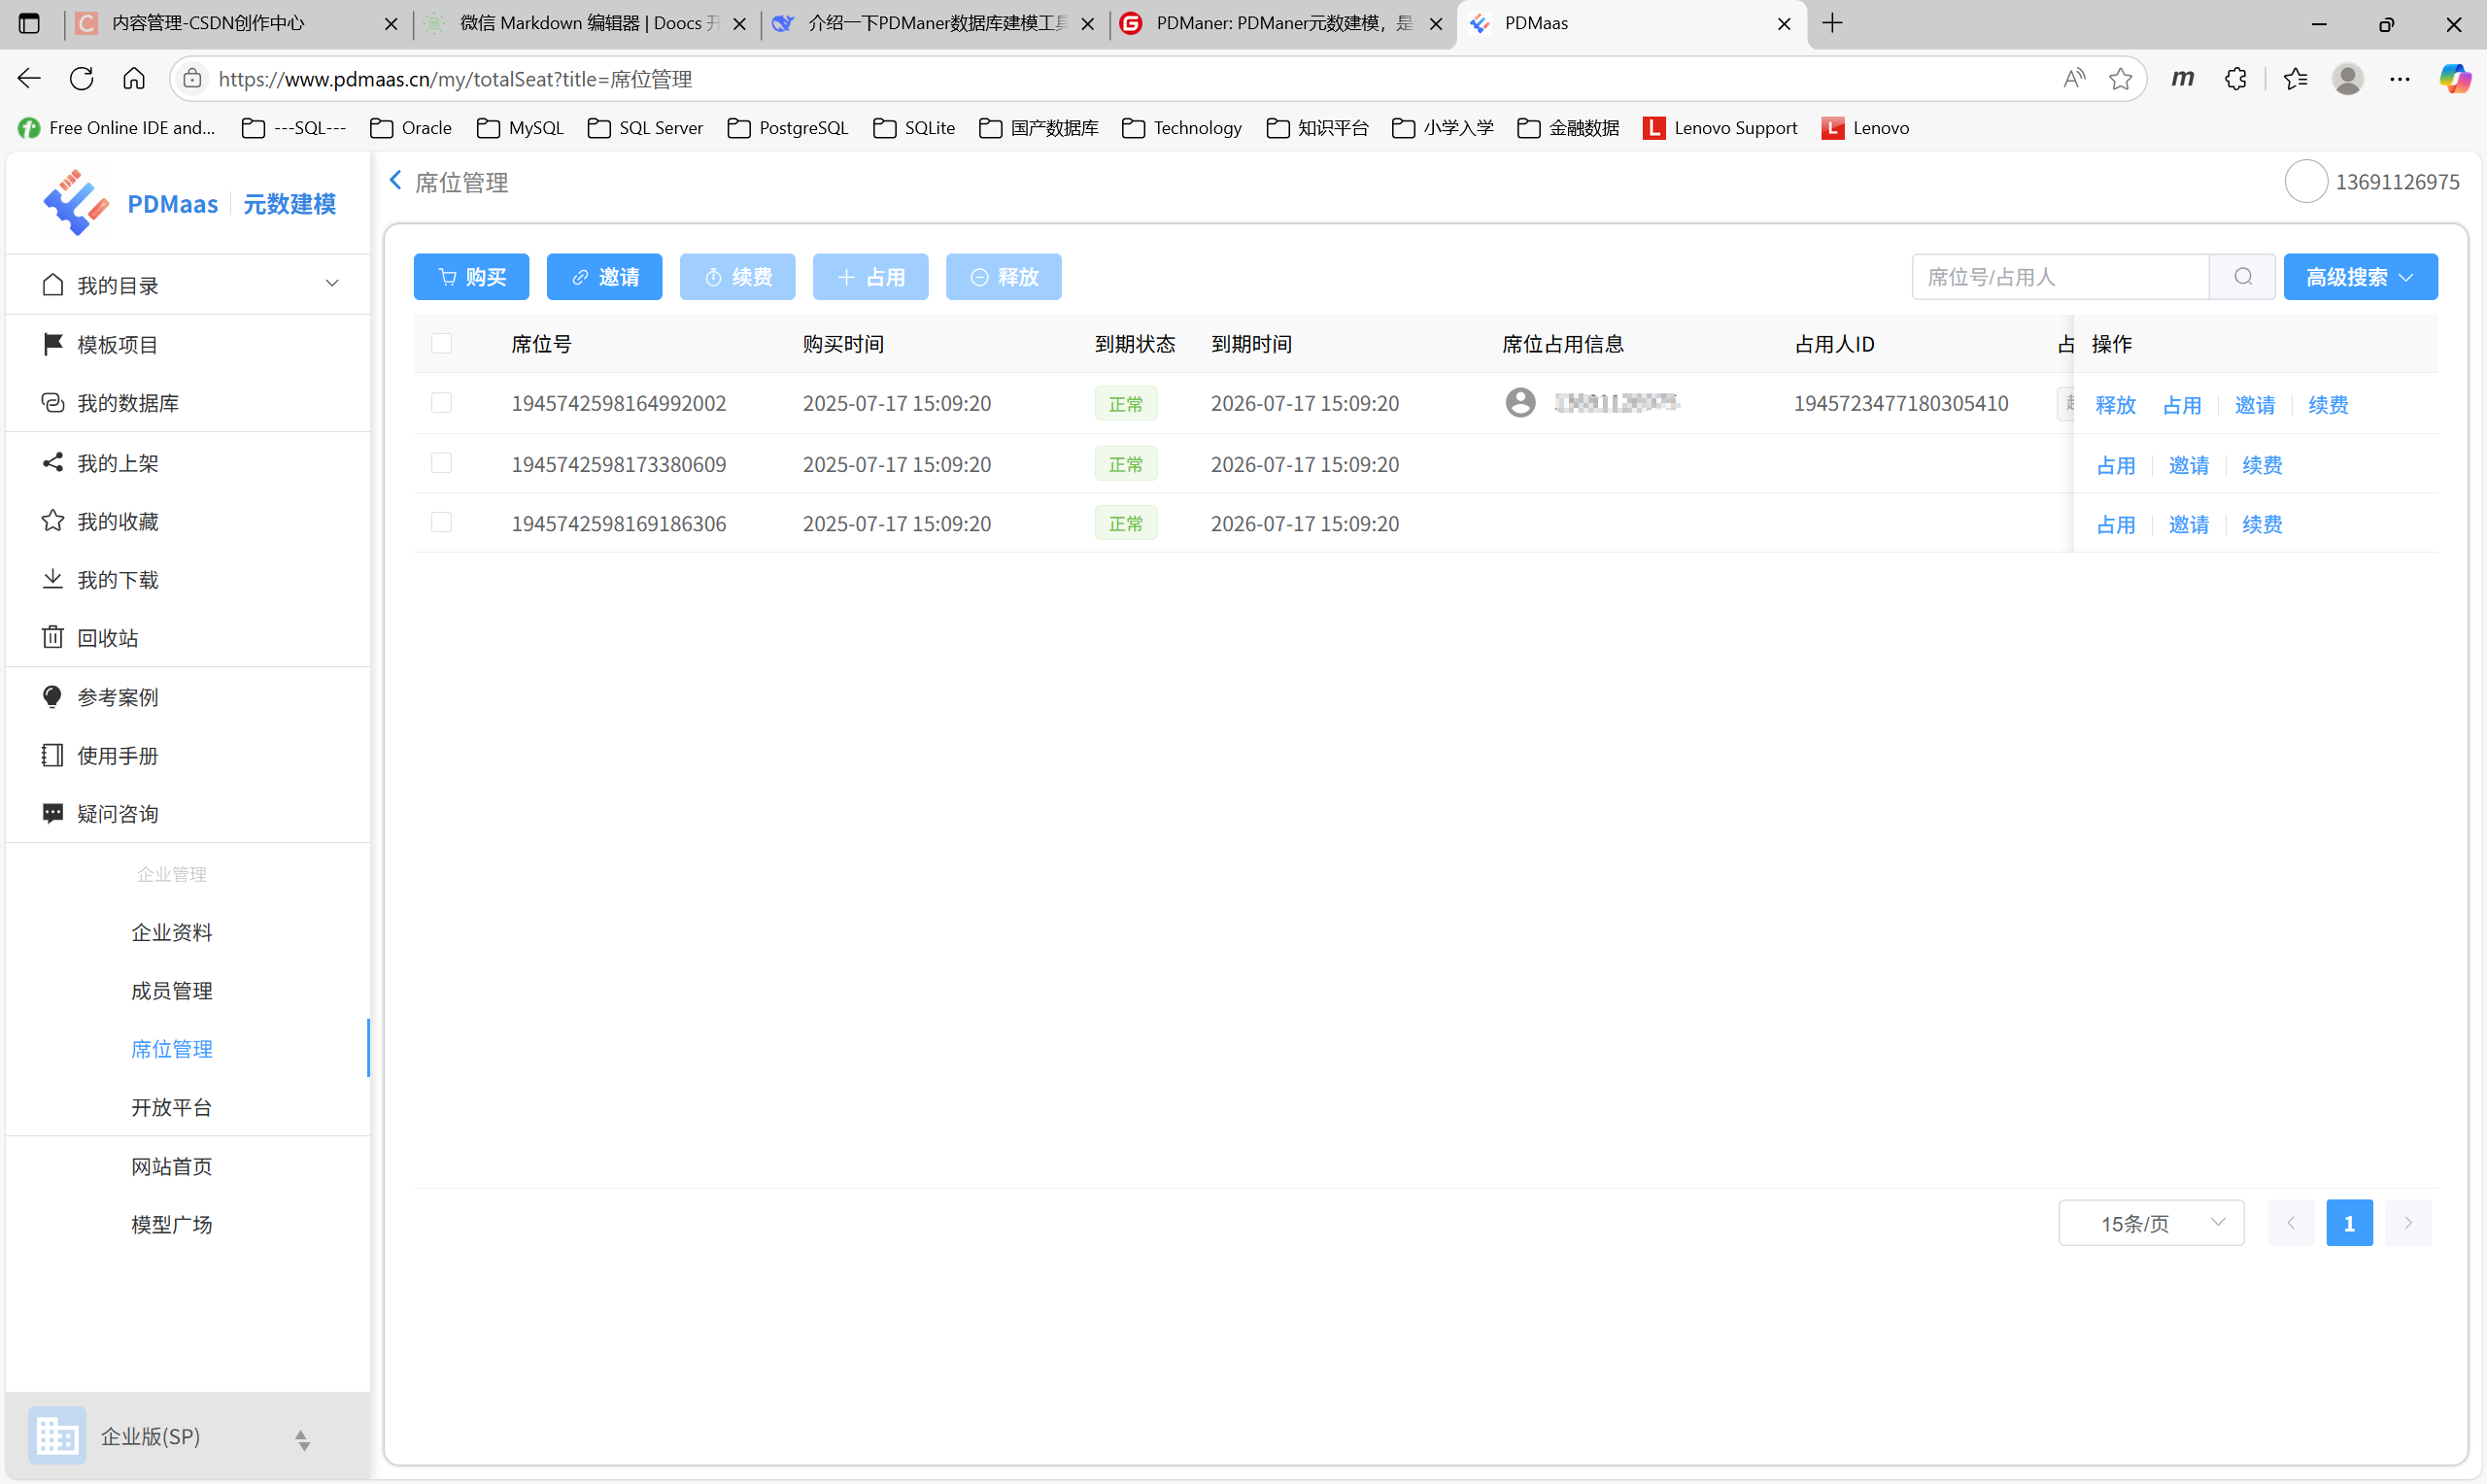 内容管理-CSDN创作中心
微信 Markdown 编辑器 | Doocs 开
介绍一下PDManer数据库建模工具
PDManer: PDManer元数建模，是
PDMaas
https://www.pdmaas.cn/my/totalSeat?title=席位管理
Free Online IDE and...
---SQL---
Oracle
MySQL
SQL Server
PostgreSQL
SQLite
国产数据库
Technology
知识平台
小学入学
金融数据
Lenovo Support
Lenovo
PDMaas 元数建模
席位管理
13691126975
我的目录
模板项目
我的数据库
我的上架
我的收藏
我的下载
回收站
参考案例
使用手册
疑问咨询
企业管理
企业资料
成员管理
席位管理
开放平台
网站首页
模型广场
企业版(SP)
购买 邀请 续费 占用 释放
席位号/占用人
高级搜索
席位号 购买时间 到期状态 到期时间 席位占用信息 占用人ID 占 操作
1945742598164992002 2025-07-17 15:09:20 正常 2026-07-17 15:09:20 1945723477180305410 释放 占用 邀请 续费
1945742598173380609 2025-07-17 15:09:20 正常 2026-07-17 15:09:20 占用 邀请 续费
1945742598169186306 2025-07-17 15:09:20 正常 2026-07-17 15:09:20 占用 邀请 续费
15条/页
1